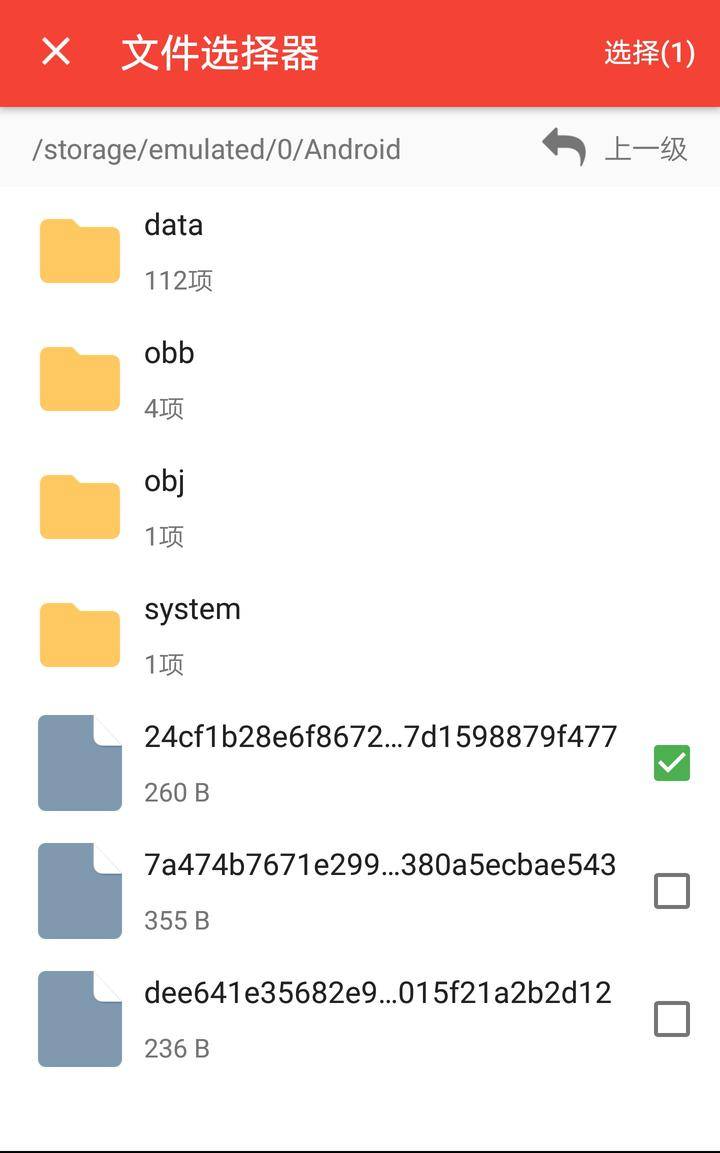 文件选择器
选择(1)
/storage/emulated/0/Android
上一级
data
112项
obb
4项
obj
1项
system
1项
24cf1b28e6f8672...7d1598879f477
260 B
7a474b7671e299...380a5ecbae543
355 B
dee641e35682e9...015f21a2b2d12
236 B